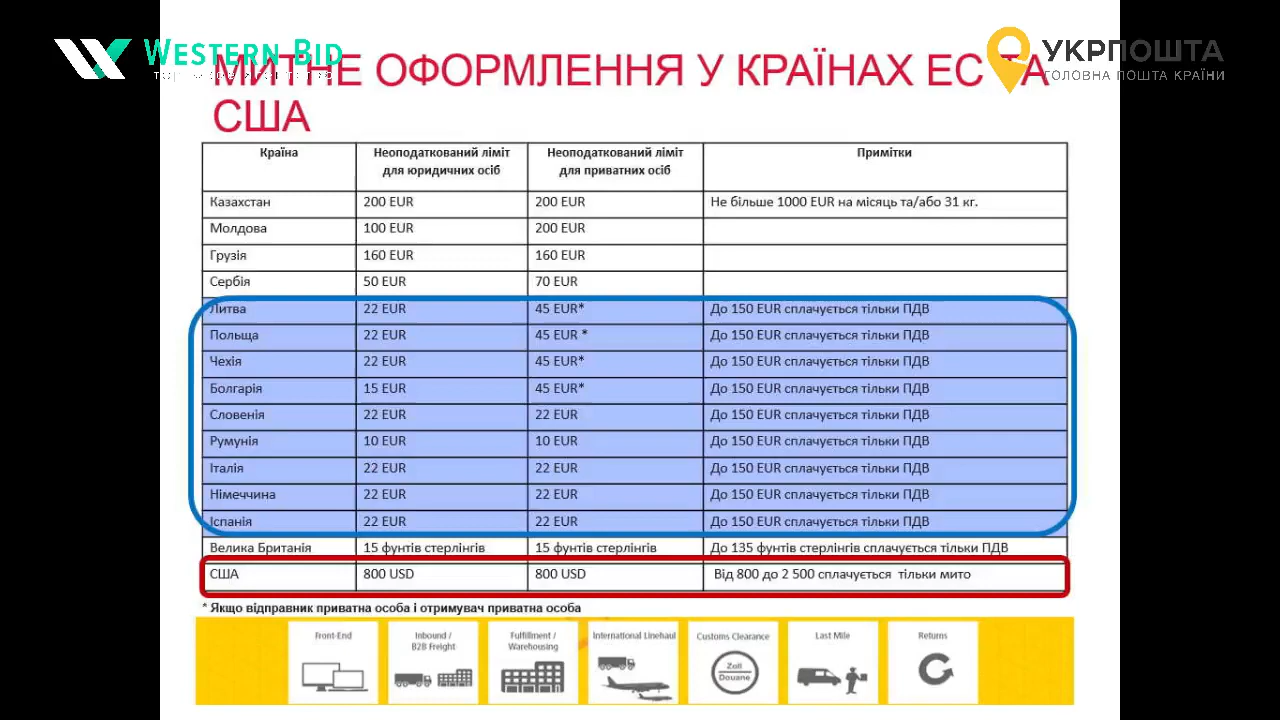 WESTERN BID
УКРПОШТА
ГОЛОВНА ПОШТА КРАЇНИ
МИТНЕ ОФОРМЛЕННЯ У КРАЇНАХ ЕС ТА
США
Країна | Неоподаткований ліміт для юридичних осіб | Неоподаткований ліміт для приватних осіб | Примітки
Казахстан | 200 EUR | 200 EUR | Не більше 1000 EUR на місяць та/або 31 кг.
Молдова | 100 EUR | 200 EUR
Грузія | 160 EUR | 160 EUR
Сербія | 50 EUR | 70 EUR
Литва | 22 EUR | 45 EUR* | До 150 EUR сплачується тільки ПДВ
Польща | 22 EUR | 45 EUR * | До 150 EUR сплачується тільки ПДВ
Чехія | 22 EUR | 45 EUR* | До 150 EUR сплачується тільки ПДВ
Болгарія | 15 EUR | 45 EUR* | До 150 EUR сплачується тільки ПДВ
Словенія | 22 EUR | 22 EUR | До 150 EUR сплачується тільки ПДВ
Румунія | 10 EUR | 10 EUR | До 150 EUR сплачується тільки ПДВ
Італія | 22 EUR | 22 EUR | До 150 EUR сплачується тільки ПДВ
Німеччина | 22 EUR | 22 EUR | До 150 EUR сплачується тільки ПДВ
Іспанія | 22 EUR | 22 EUR | До 150 EUR сплачується тільки ПДВ
Велика Британія | 15 фунтів стерлінгів | 15 фунтів стерлінгів | До 135 фунтів стерлінгів сплачується тільки ПДВ
США | 800 USD | 800 USD | Від 800 до 2 500 сплачується тільки мито
* Якщо відправник приватна особа і отримувач приватна особа
Front-End
Inbound /
B2B Freight
Fulfillment /
Warehousing
International Linehaul
Customs Clearance
Zoll
Douane
Last Mile
Returns